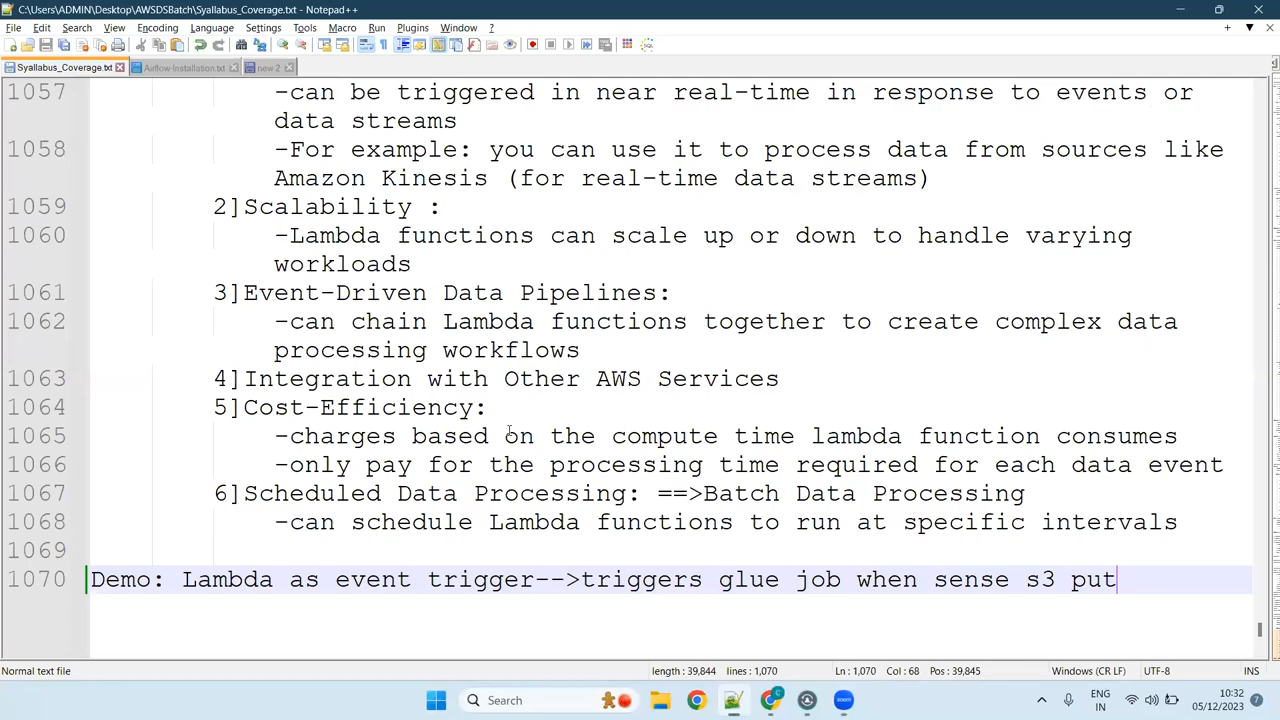 C:\Users\ADMIN\Desktop\AWSDSBatch\Syallabus_Coverage.txt - Notepad++
File Edit Search View Encoding Language Settings Tools Macro Run Plugins Window ?
Syallabus_Coverage.txt Airflow-Installation.txt new 2
1057 -can be triggered in near real-time in response to events or
data streams
1058 -For example: you can use it to process data from sources like
Amazon Kinesis (for real-time data streams)
1059 2]Scalability :
1060 -Lambda functions can scale up or down to handle varying
workloads
1061 3]Event-Driven Data Pipelines:
1062 -can chain Lambda functions together to create complex data
processing workflows
1063 4]Integration with Other AWS Services
1064 5]Cost-Efficiency:
1065 -charges based on the compute time lambda function consumes
1066 -only pay for the processing time required for each data event
1067 6]Scheduled Data Processing: ==>Batch Data Processing
1068 -can schedule Lambda functions to run at specific intervals
1069
1070 Demo: Lambda as event trigger-->triggers glue job when sense s3 put
Normal text file length : 39,844 lines : 1,070 Ln : 1,070 Col : 68 Pos : 39,845 Windows (CR LF) UTF-8 INS
Search zoom ENG 10:32
IN 05/12/2023